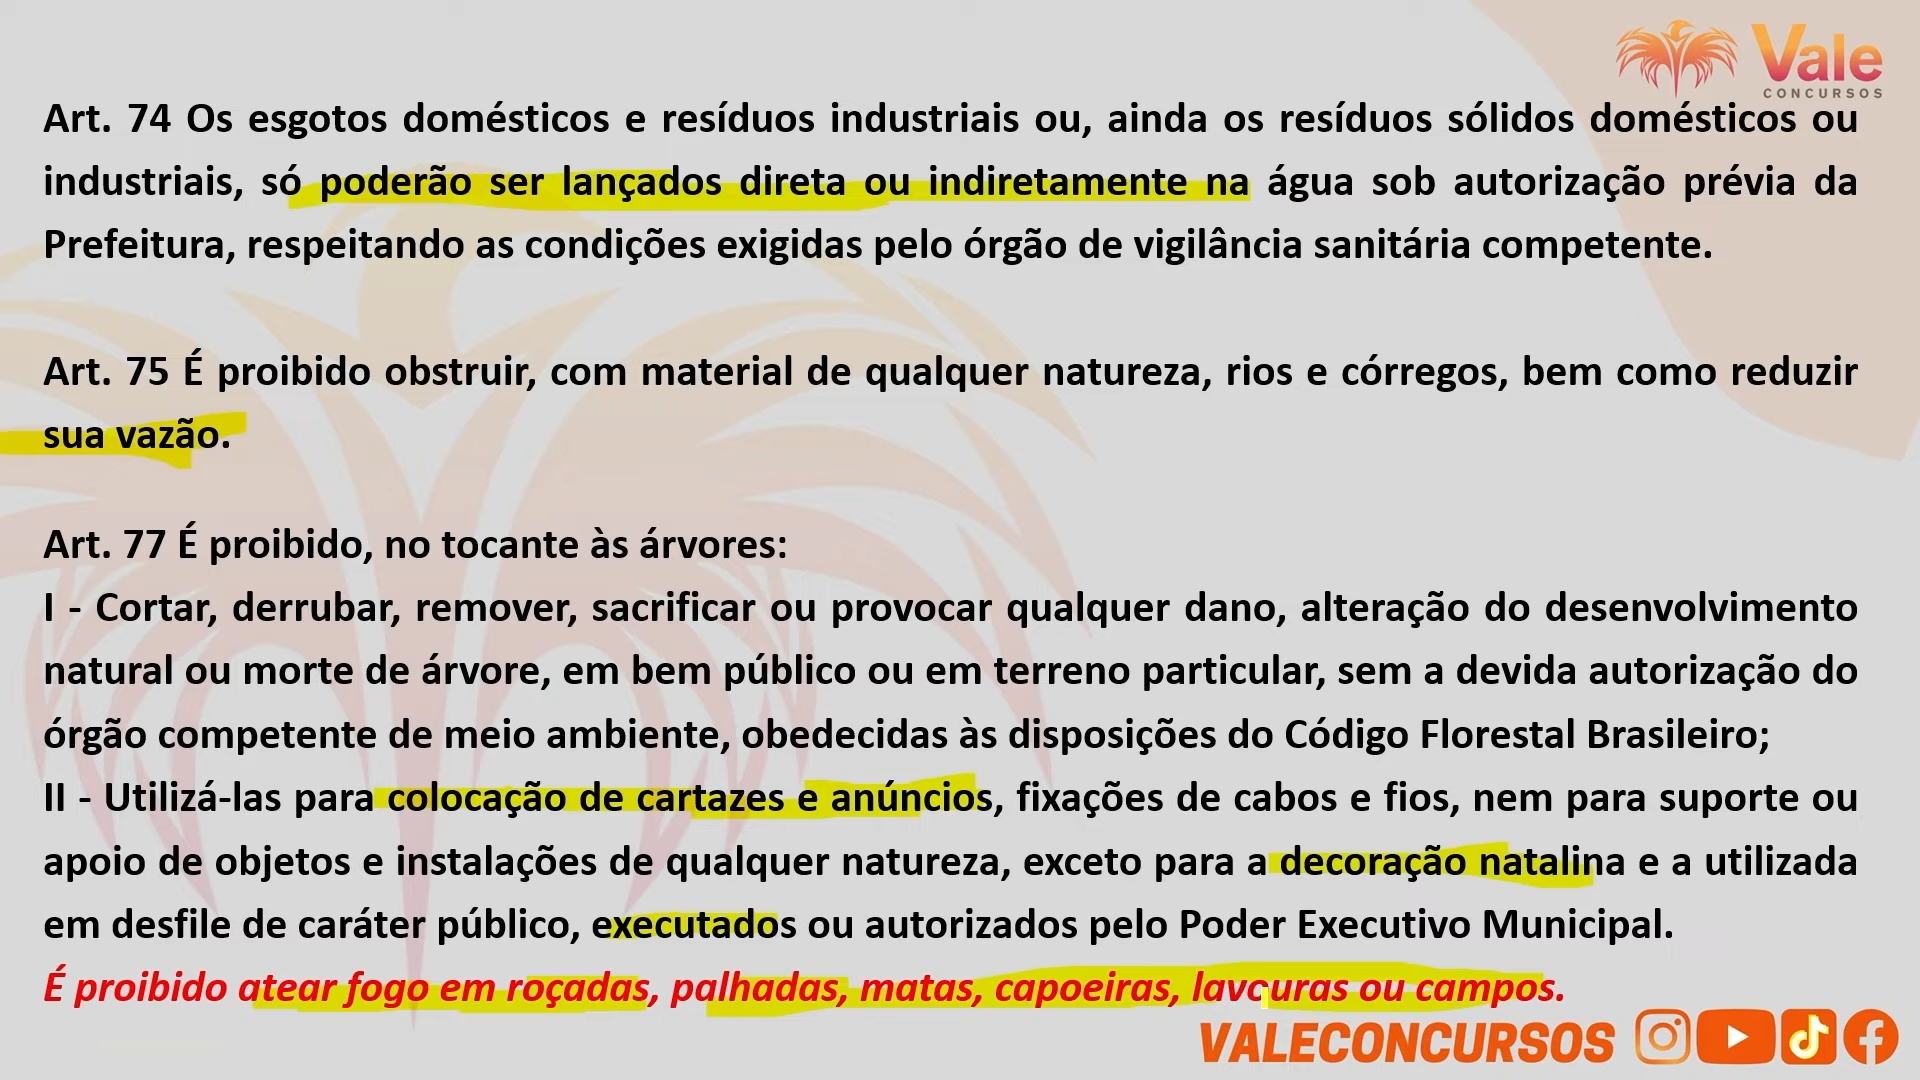 Vale
CONCURSOS
Art. 74 Os esgotos domésticos e resíduos industriais ou, ainda os resíduos sólidos domésticos ou
industriais, só poderão ser lançados direta ou indiretamente na água sob autorização prévia da
Prefeitura, respeitando as condições exigidas pelo órgão de vigilância sanitária competente.
Art. 75 É proibido obstruir, com material de qualquer natureza, rios e córregos, bem como reduzir
sua vazão.
Art. 77 É proibido, no tocante às árvores:
I - Cortar, derrubar, remover, sacrificar ou provocar qualquer dano, alteração do desenvolvimento
natural ou morte de árvore, em bem público ou em terreno particular, sem a devida autorização do
órgão competente de meio ambiente, obedecidas às disposições do Código Florestal Brasileiro;
II - Utilizá-las para colocação de cartazes e anúncios, fixações de cabos e fios, nem para suporte ou
apoio de objetos e instalações de qualquer natureza, exceto para a decoração natalina e a utilizada
em desfile de caráter público, executados ou autorizados pelo Poder Executivo Municipal.
É proibido atear fogo em roçadas, palhadas, matas, capoeiras, lavouras ou campos.
VALECONCURSOS